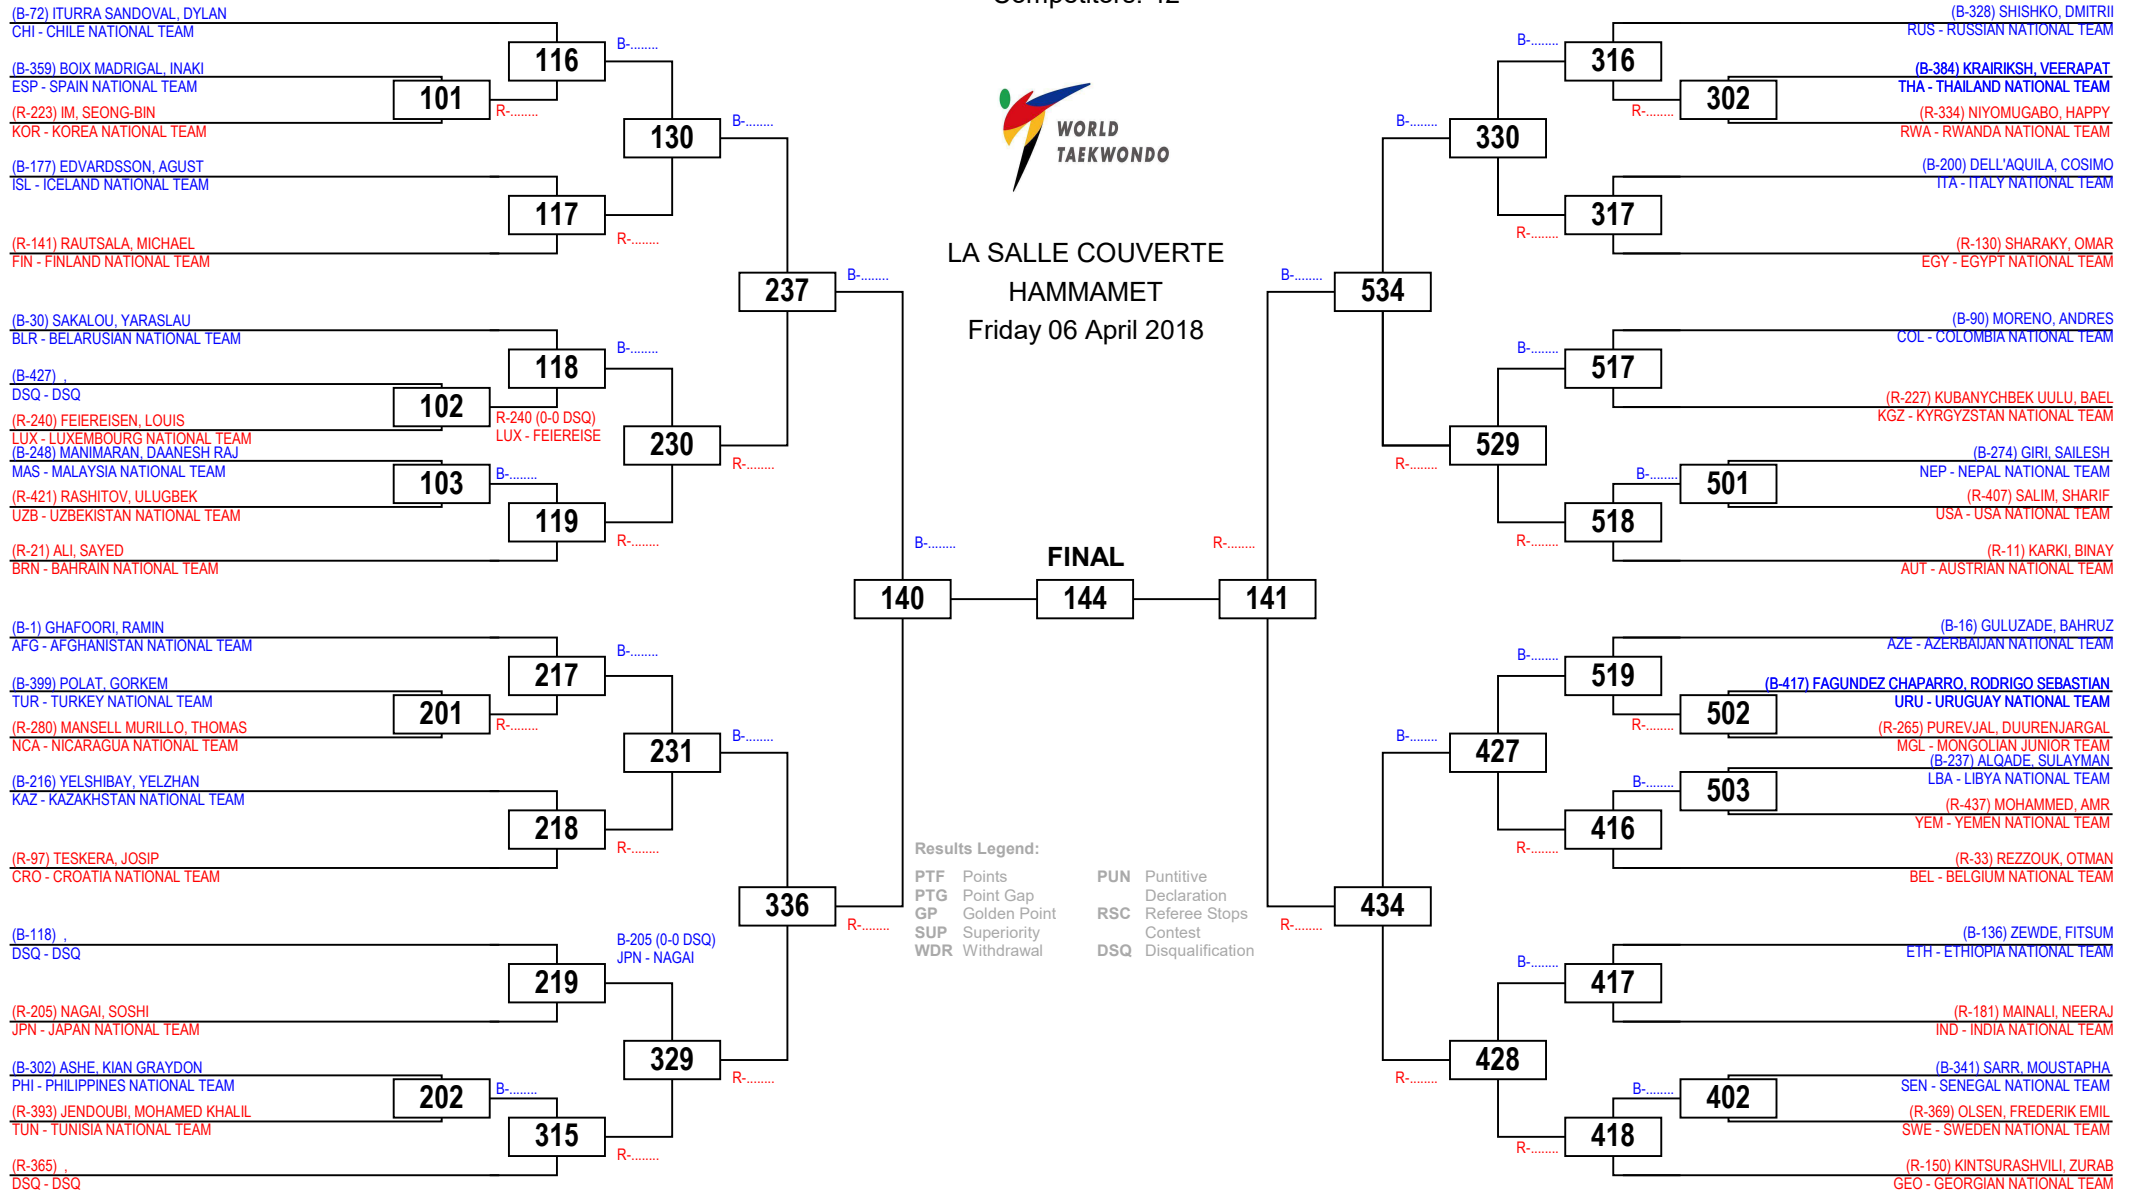 Competitors: 42
(B-72) ITURRA SANDOVAL, DYLAN
CHI - CHILE NATIONAL TEAM
116
B-........
(B-359) BOIX MADRIGAL, INAKI
ESP - SPAIN NATIONAL TEAM
101
R-........
(R-223) IM, SEONG-BIN
KOR - KOREA NATIONAL TEAM
130
B-........
(B-177) EDVARDSSON, AGUST
ISL - ICELAND NATIONAL TEAM
117
R-........
(R-141) RAUTSALA, MICHAEL
FIN - FINLAND NATIONAL TEAM
237
B-........
(B-30) SAKALOU, YARASLAU
BLR - BELARUSIAN NATIONAL TEAM
118
B-........
(B-427) ,
DSQ - DSQ
102
R-240 (0-0 DSQ)
LUX - FEIEREISE
(R-240) FEIEREISEN, LOUIS
LUX - LUXEMBOURG NATIONAL TEAM
230
R-........
(B-248) MANIMARAN, DAANESH RAJ
MAS - MALAYSIA NATIONAL TEAM
103
B-........
(R-421) RASHITOV, ULUGBEK
UZB - UZBEKISTAN NATIONAL TEAM
119
R-........
(R-21) ALI, SAYED
BRN - BAHRAIN NATIONAL TEAM
140
B-........
(B-1) GHAFOORI, RAMIN
AFG - AFGHANISTAN NATIONAL TEAM
217
B-........
(B-399) POLAT, GORKEM
TUR - TURKEY NATIONAL TEAM
201
R-........
(R-280) MANSELL MURILLO, THOMAS
NCA - NICARAGUA NATIONAL TEAM
231
B-........
(B-216) YELSHIBAY, YELZHAN
KAZ - KAZAKHSTAN NATIONAL TEAM
218
R-........
(R-97) TESKERA, JOSIP
CRO - CROATIA NATIONAL TEAM
336
R-........
(B-118) ,
DSQ - DSQ
219
B-205 (0-0 DSQ)
JPN - NAGAI
(R-205) NAGAI, SOSHI
JPN - JAPAN NATIONAL TEAM
329
R-........
(B-302) ASHE, KIAN GRAYDON
PHI - PHILIPPINES NATIONAL TEAM
202
B-........
(R-393) JENDOUBI, MOHAMED KHALIL
TUN - TUNISIA NATIONAL TEAM
315
R-........
(R-365) ,
DSQ - DSQ
WORLD
TAEKWONDO
LA SALLE COUVERTE
HAMMAMET
Friday 06 April 2018
FINAL
144
Results Legend:
PTF Points
PTG Point Gap
GP Golden Point
SUP Superiority
WDR Withdrawal
PUN Puntitive
Declaration
RSC Referee Stops
Contest
DSQ Disqualification
(B-328) SHISHKO, DMITRII
RUS - RUSSIAN NATIONAL TEAM
B-........
316
(B-384) KRAIRIKSH, VEERAPAT
THA - THAILAND NATIONAL TEAM
R-........
302
(R-334) NIYOMUGABO, HAPPY
RWA - RWANDA NATIONAL TEAM
B-........
330
(B-200) DELL'AQUILA, COSIMO
ITA - ITALY NATIONAL TEAM
R-........
317
(R-130) SHARAKY, OMAR
EGY - EGYPT NATIONAL TEAM
B-........
534
(B-90) MORENO, ANDRES
COL - COLOMBIA NATIONAL TEAM
B-........
517
(R-227) KUBANYCHBEK UULU, BAEL
KGZ - KYRGYZSTAN NATIONAL TEAM
R-........
529
(B-274) GIRI, SAILESH
NEP - NEPAL NATIONAL TEAM
B-........
501
(R-407) SALIM, SHARIF
USA - USA NATIONAL TEAM
R-........
518
(R-11) KARKI, BINAY
AUT - AUSTRIAN NATIONAL TEAM
R-........
141
(B-16) GULUZADE, BAHRUZ
AZE - AZERBAIJAN NATIONAL TEAM
B-........
519
(B-417) FAGUNDEZ CHAPARRO, RODRIGO SEBASTIAN
URU - URUGUAY NATIONAL TEAM
R-........
502
(R-265) PUREVJAL, DUURENJARGAL
MGL - MONGOLIAN JUNIOR TEAM
B-........
427
(B-237) ALQADE, SULAYMAN
LBA - LIBYA NATIONAL TEAM
B-........
503
(R-437) MOHAMMED, AMR
YEM - YEMEN NATIONAL TEAM
R-........
416
(R-33) REZZOUK, OTMAN
BEL - BELGIUM NATIONAL TEAM
R-........
434
(B-136) ZEWDE, FITSUM
ETH - ETHIOPIA NATIONAL TEAM
B-........
417
(R-181) MAINALI, NEERAJ
IND - INDIA NATIONAL TEAM
R-........
428
(B-341) SARR, MOUSTAPHA
SEN - SENEGAL NATIONAL TEAM
B-........
402
(R-369) OLSEN, FREDERIK EMIL
SWE - SWEDEN NATIONAL TEAM
R-........
418
(R-150) KINTSURASHVILI, ZURAB
GEO - GEORGIAN NATIONAL TEAM